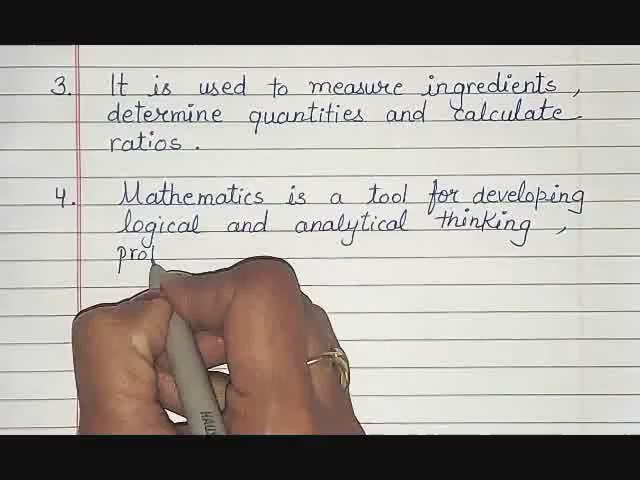 3. It is used to measure ingredients,
determine quantities and calculate
ratios.
4. Mathematics is a tool for developing
logical and analytical thinking,